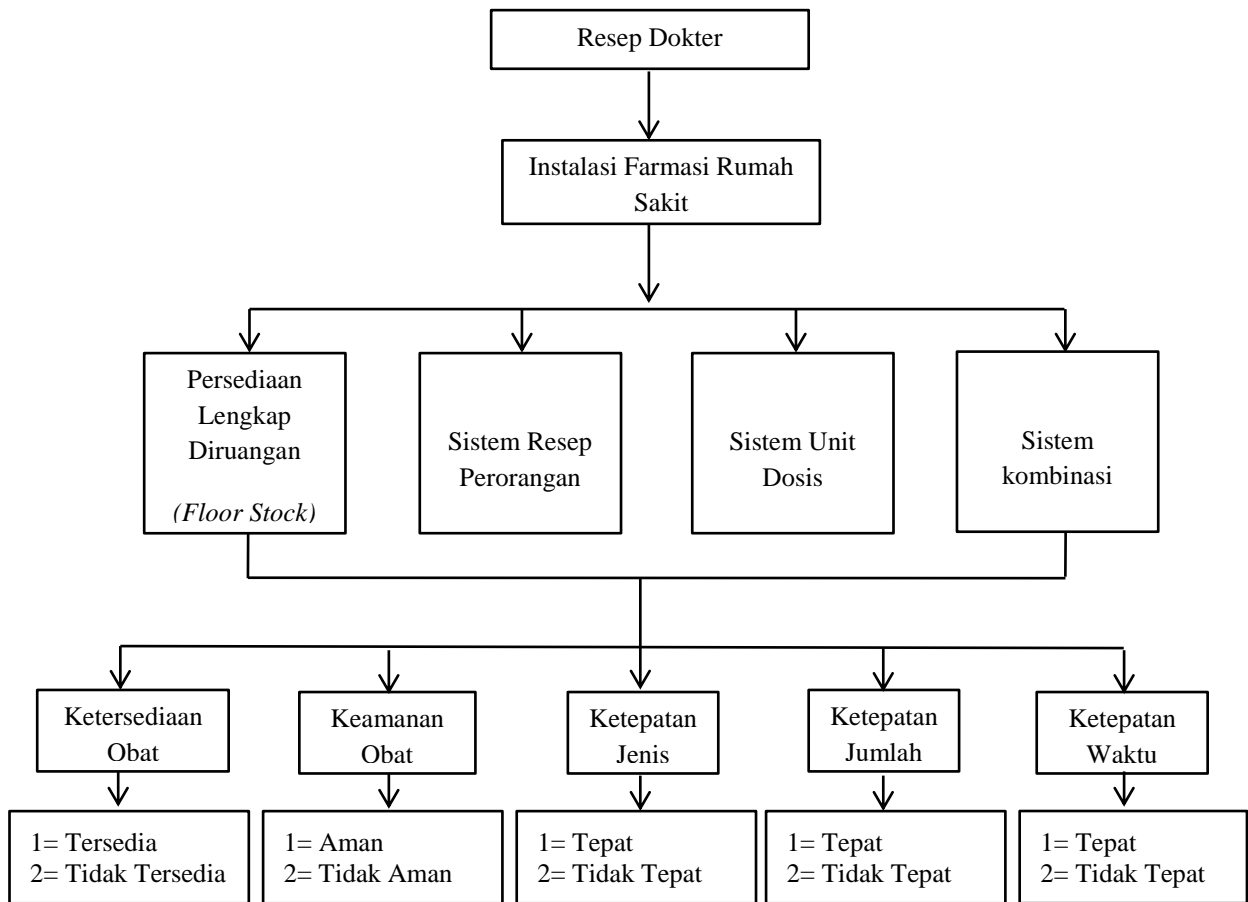 Resep Dokter
Instalasi Farmasi Rumah
Sakit
Persediaan
Lengkap
Diruangan
(Floor Stock)
Sistem Resep
Perorangan
Sistem Unit
Dosis
Sistem
kombinasi
Ketersediaan
Obat
Keamanan
Obat
Ketepatan
Jenis
Ketepatan
Jumlah
Ketepatan
Waktu
1= Tersedia
2= Tidak Tersedia
1= Aman
2= Tidak Aman
1= Tepat
2= Tidak Tepat
1= Tepat
2= Tidak Tepat
1= Tepat
2= Tidak Tepat